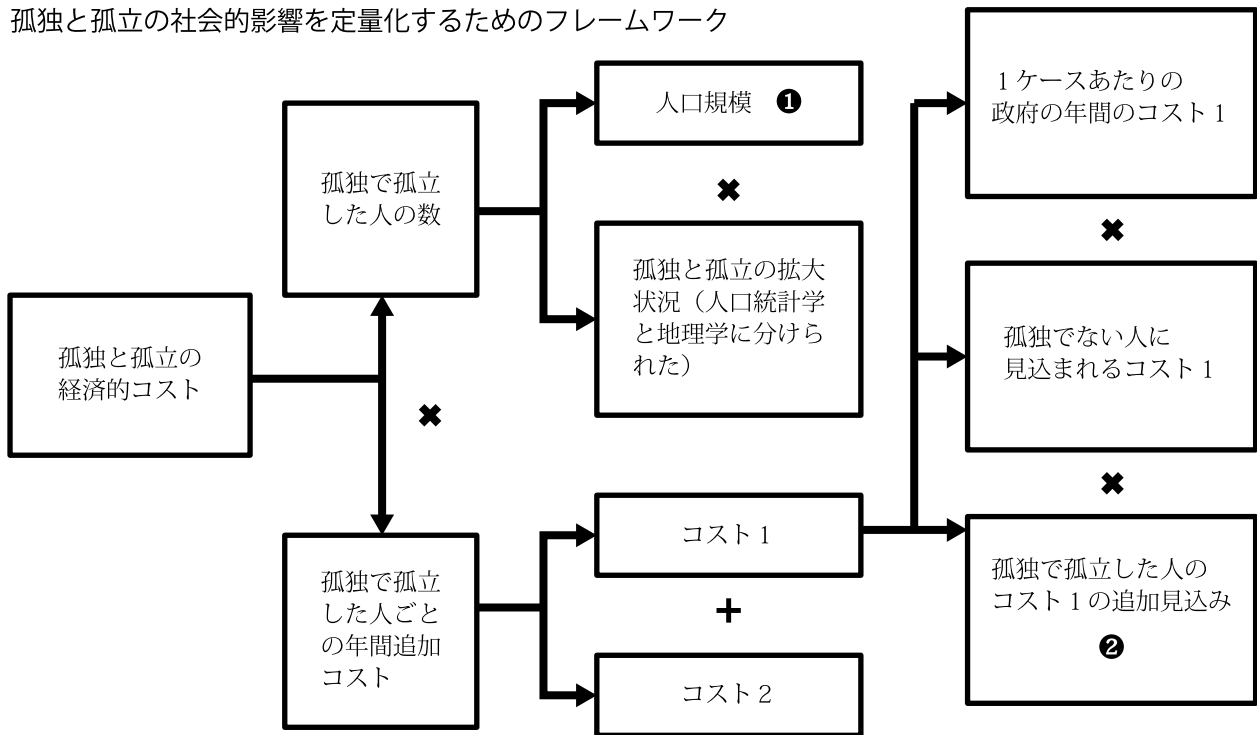 孤独と孤立の社会的影響を定量化するためのフレームワーク
孤独と孤立の
経済的コスト
✖
孤独で孤立
した人の数
孤独で孤立
した人ごと
の年間追加
コスト
人口規模 ❶
✖
孤独と孤立の拡大
状況（人口統計学
と地理学に分けら
れた）
コスト 1
+
コスト 2
1 ケースあたりの
政府の年間のコスト 1
✖
孤独でない人に
見込まれるコスト 1
✖
孤独で孤立した人の
コスト 1 の追加見込み
❷